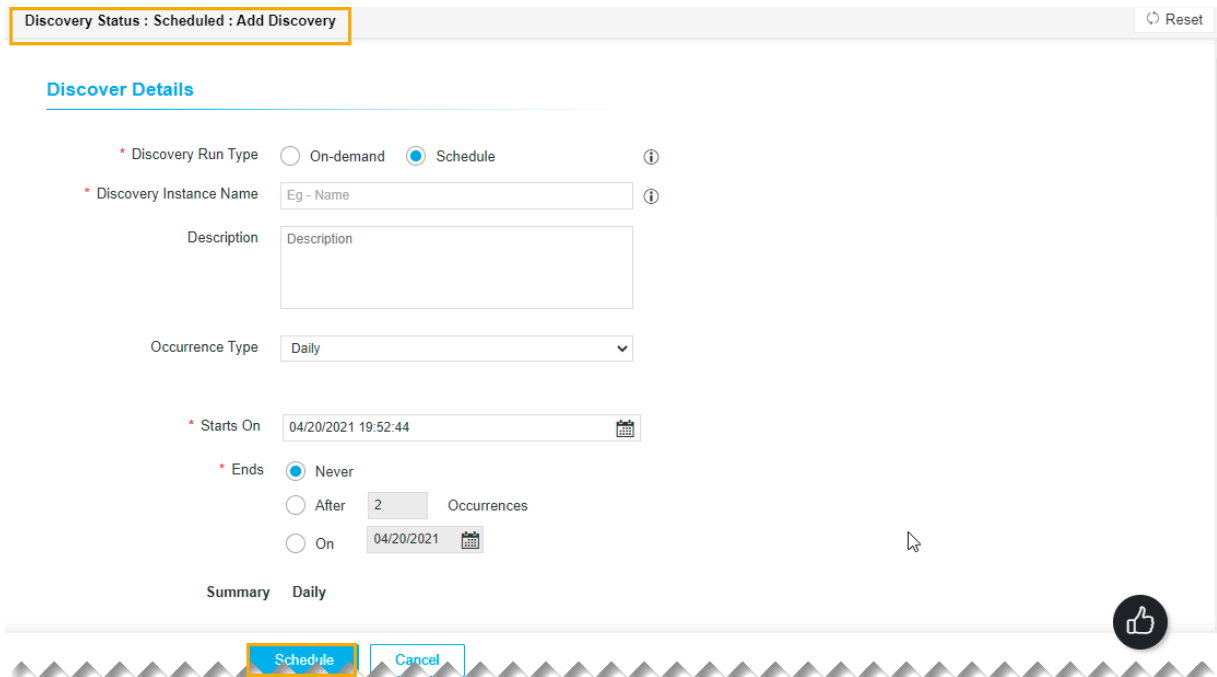 Discovery Status : Scheduled : Add Discovery
Reset
Discover Details
* Discovery Run Type On-demand Schedule
* Discovery Instance Name Eg - Name
Description Description
Occurrence Type Daily
* Starts On 04/20/2021 19:52:44
* Ends Never
After 2 Occurrences
On 04/20/2021
Summary Daily
Schedule Cancel